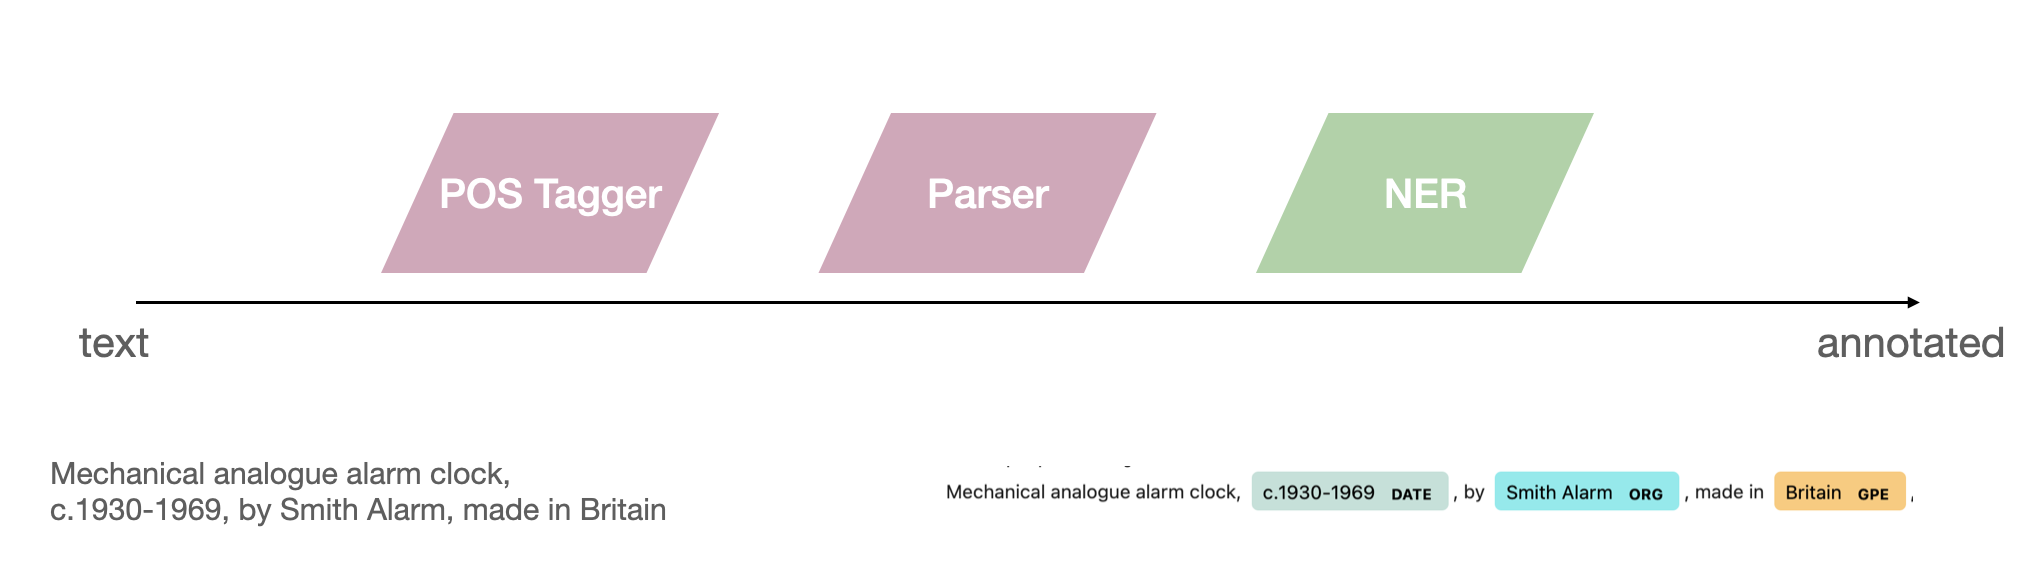 POS Tagger
Parser
NER
text
annotated
Mechanical analogue alarm clock,
c.1930-1969, by Smith Alarm, made in Britain
Mechanical analogue alarm clock, c.1930-1969 DATE , by Smith Alarm ORG , made in Britain GPE ,